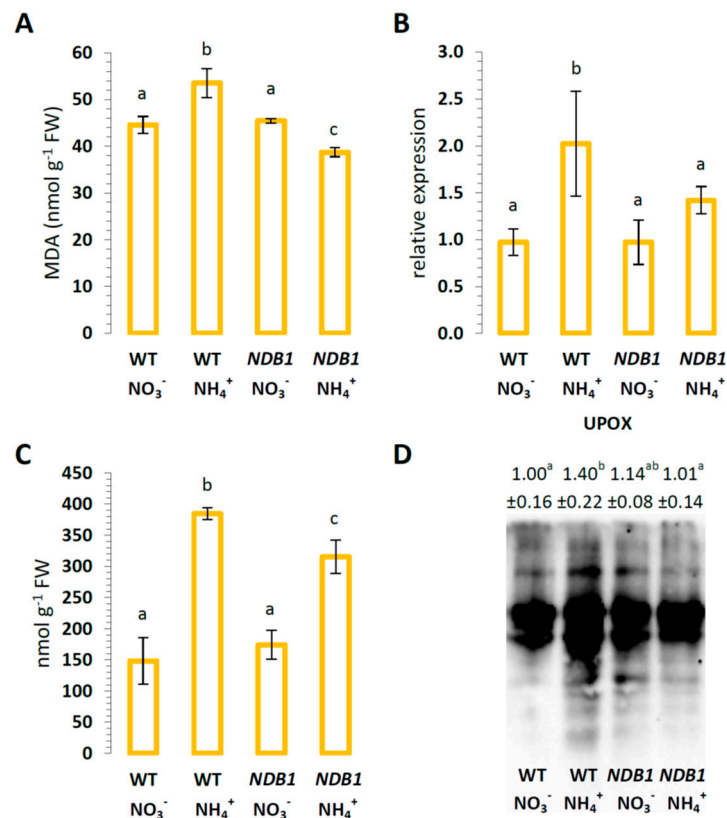 A
MDA (nmol g⁻¹ FW)
60
50
40
30
20
10
0
a
b
a
c
WT
WT
NDB1
NDB1
NO₃⁻
NH₄⁺
NO₃⁻
NH₄⁺
B
relative expression
3.0
2.5
2.0
1.5
1.0
0.5
0.0
a
b
a
a
WT
WT
NDB1
NDB1
NO₃⁻
NH₄⁺
NO₃⁻
NH₄⁺
UPOX
C
nmol g⁻¹ FW
450
400
350
300
250
200
150
100
50
0
a
b
a
c
WT
WT
NDB1
NDB1
NO₃⁻
NH₄⁺
NO₃⁻
NH₄⁺
D
1.00ᵃ 1.40ᵇ 1.14ᵃᵇ 1.01ᵃ
±0.16 ±0.22 ±0.08 ±0.14
WT WT NDB1 NDB1
NO₃⁻ NH₄⁺ NO₃⁻ NH₄⁺